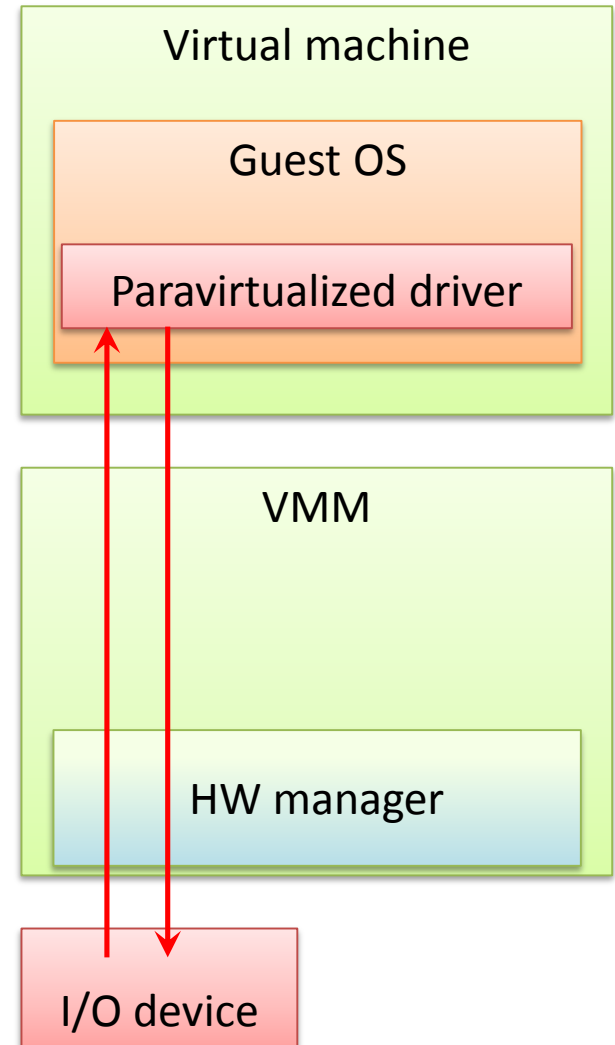 Virtual machine
Guest OS
Paravirtualized driver
VMM
HW manager
I/O device